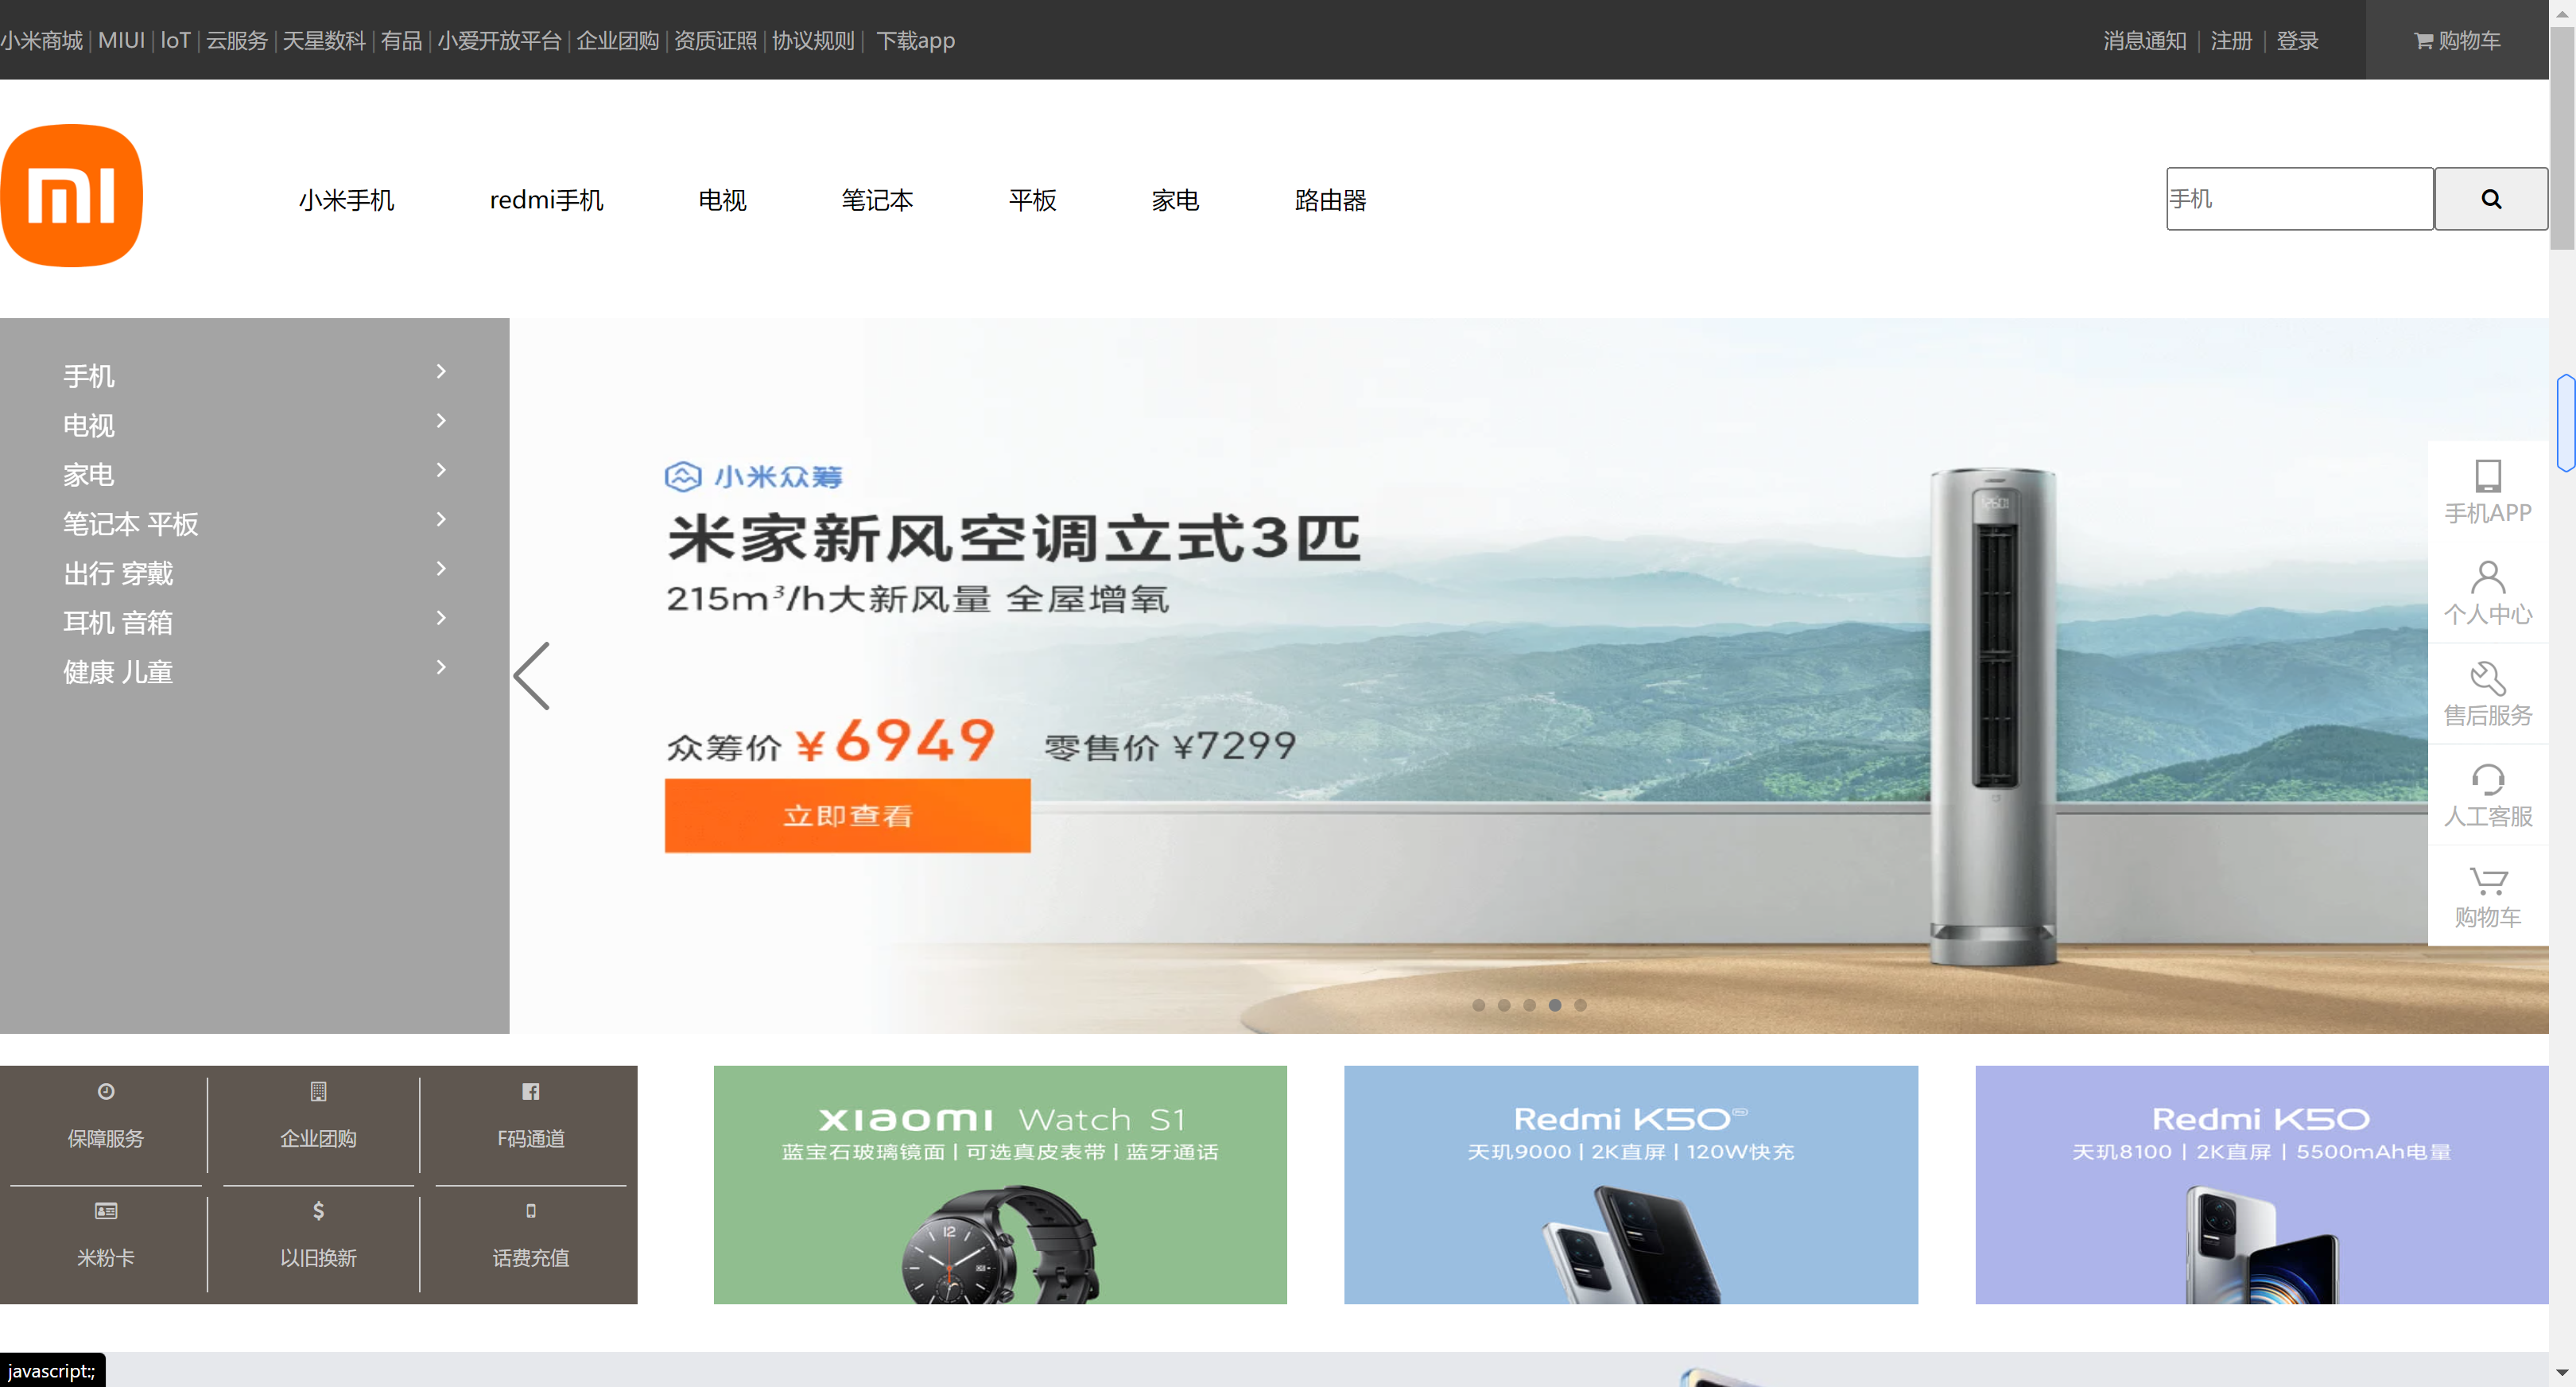 小米商城 | MIUI | loT | 云服务 | 天星数科 | 有品 | 小爱开放平台 | 企业团购 | 资质证照 | 协议规则 | 下载app
消息通知 | 注册 | 登录 购物车
mi
小米手机 redmi手机 电视 笔记本 平板 家电 路由器
手机
手机
电视
家电
笔记本 平板
出行 穿戴
耳机 音箱
健康 儿童
小米众筹
米家新风空调立式3匹
215m³/h大新风量 全屋增氧
众筹价 ¥6949 零售价 ¥7299
立即查看
手机APP
个人中心
售后服务
人工客服
购物车
保障服务 企业团购 F码通道
米粉卡 以旧换新 话费充值
xiaomi Watch S1
蓝宝石玻璃镜面 | 可选真皮表带 | 蓝牙通话
12
Redmi K50
天玑9000 | 2K直屏 | 120W快充
Redmi K50
天玑8100 | 2K直屏 | 5500mAh电量
javascript:;